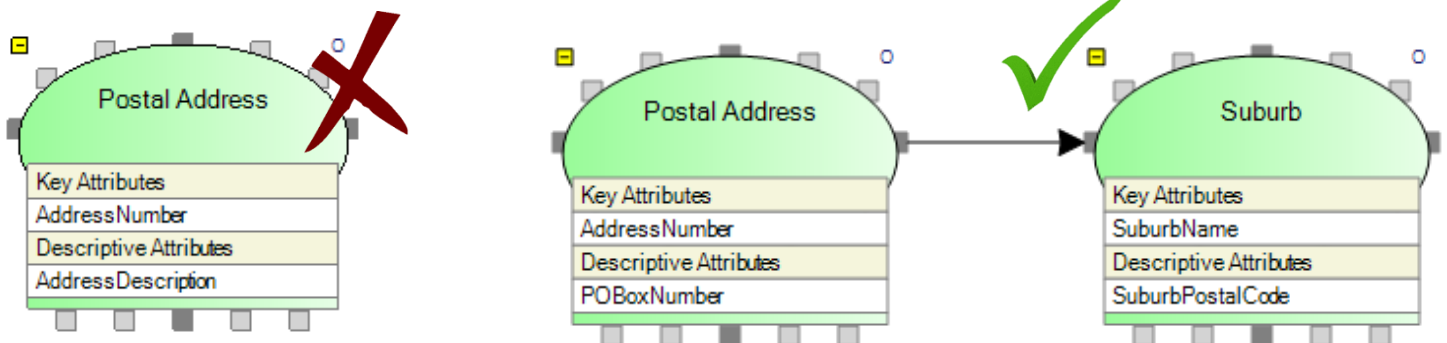 Postal Address
Key Attributes
AddressNumber
Descriptive Attributes
AddressDescription
Postal Address
Key Attributes
AddressNumber
Descriptive Attributes
POBoxNumber
Suburb
Key Attributes
SuburbName
Descriptive Attributes
SuburbPostalCode